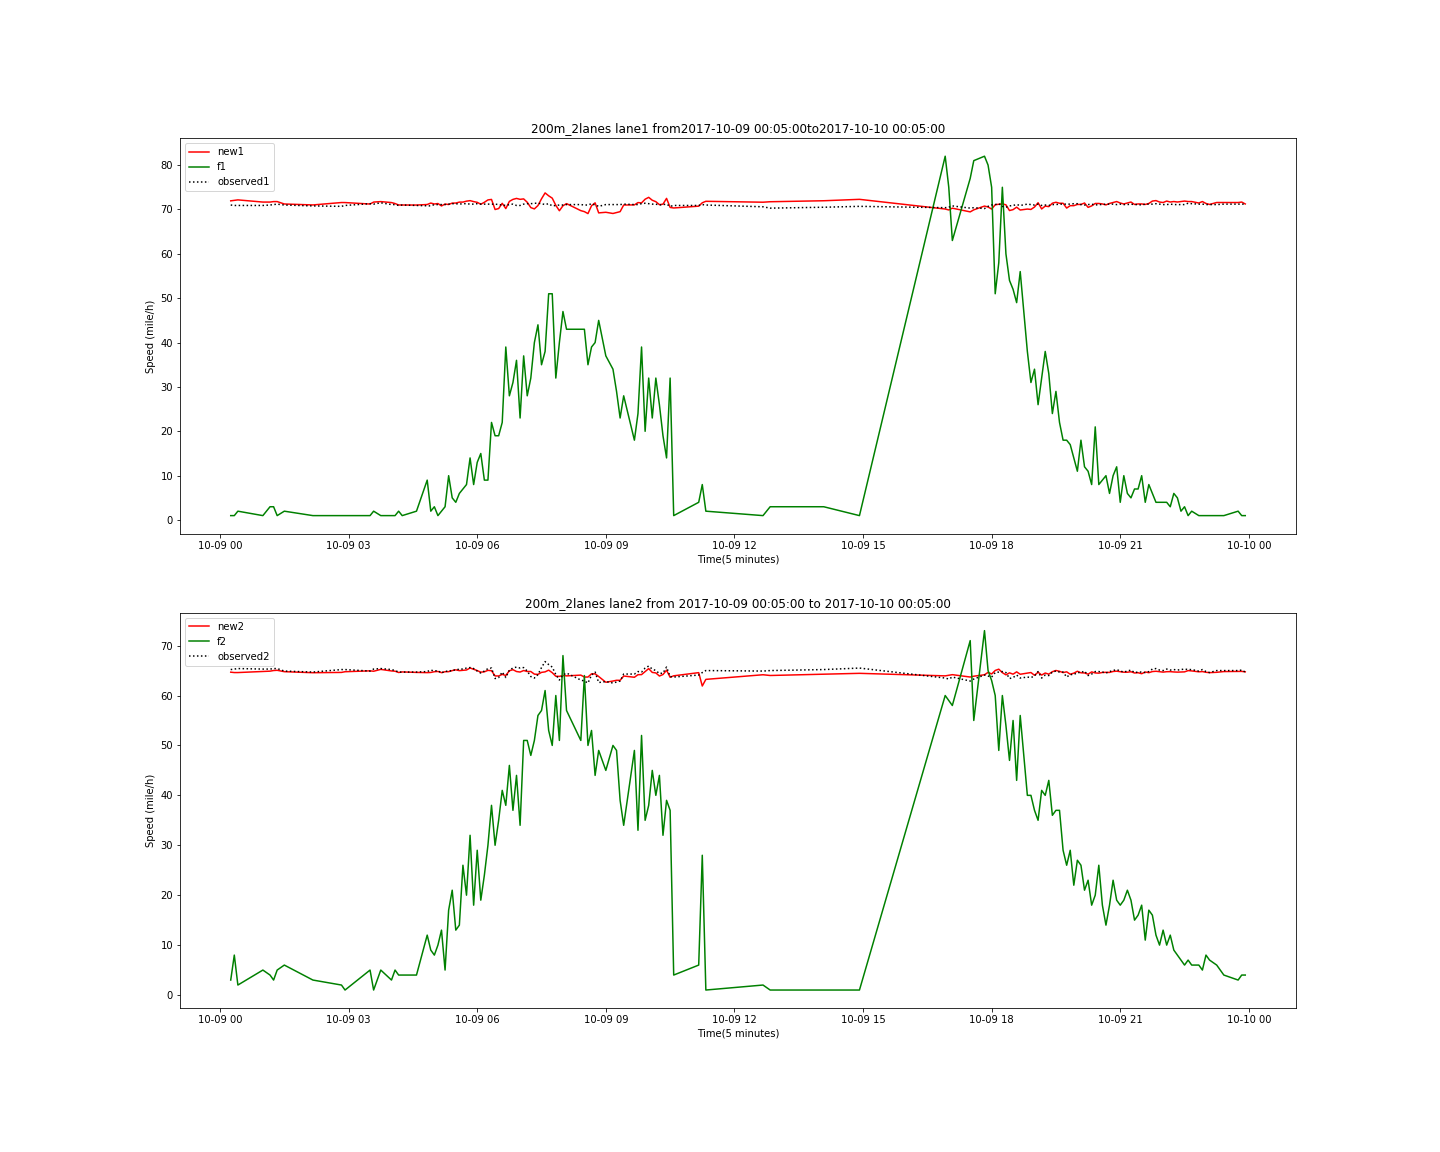 200m_2lanes lane1 from2017-10-09 00:05:00to2017-10-10 00:05:00
new1
f1
observed1
80
70
60
50
40
30
20
10
0
Speed (mile/h)
10-09 00 10-09 03 10-09 06 10-09 09 10-09 12 10-09 15 10-09 18 10-09 21 10-10 00
Time(5 minutes)
200m_2lanes lane2 from 2017-10-09 00:05:00 to 2017-10-10 00:05:00
new2
f2
observed2
70
60
50
40
30
20
10
0
Speed (mile/h)
10-09 00 10-09 03 10-09 06 10-09 09 10-09 12 10-09 15 10-09 18 10-09 21 10-10 00
Time(5 minutes)